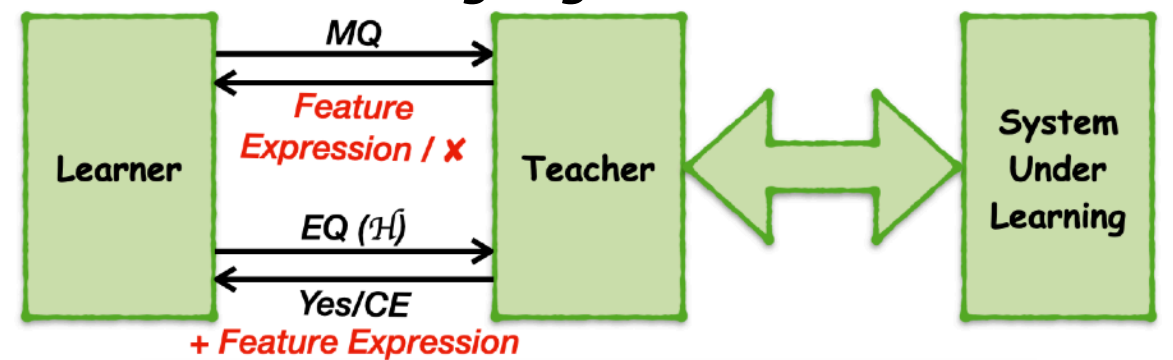 MQ
Feature
Expression / ✘
Learner
EQ (ℋ)
Yes/CE
+ Feature Expression
Teacher
System
Under
Learning